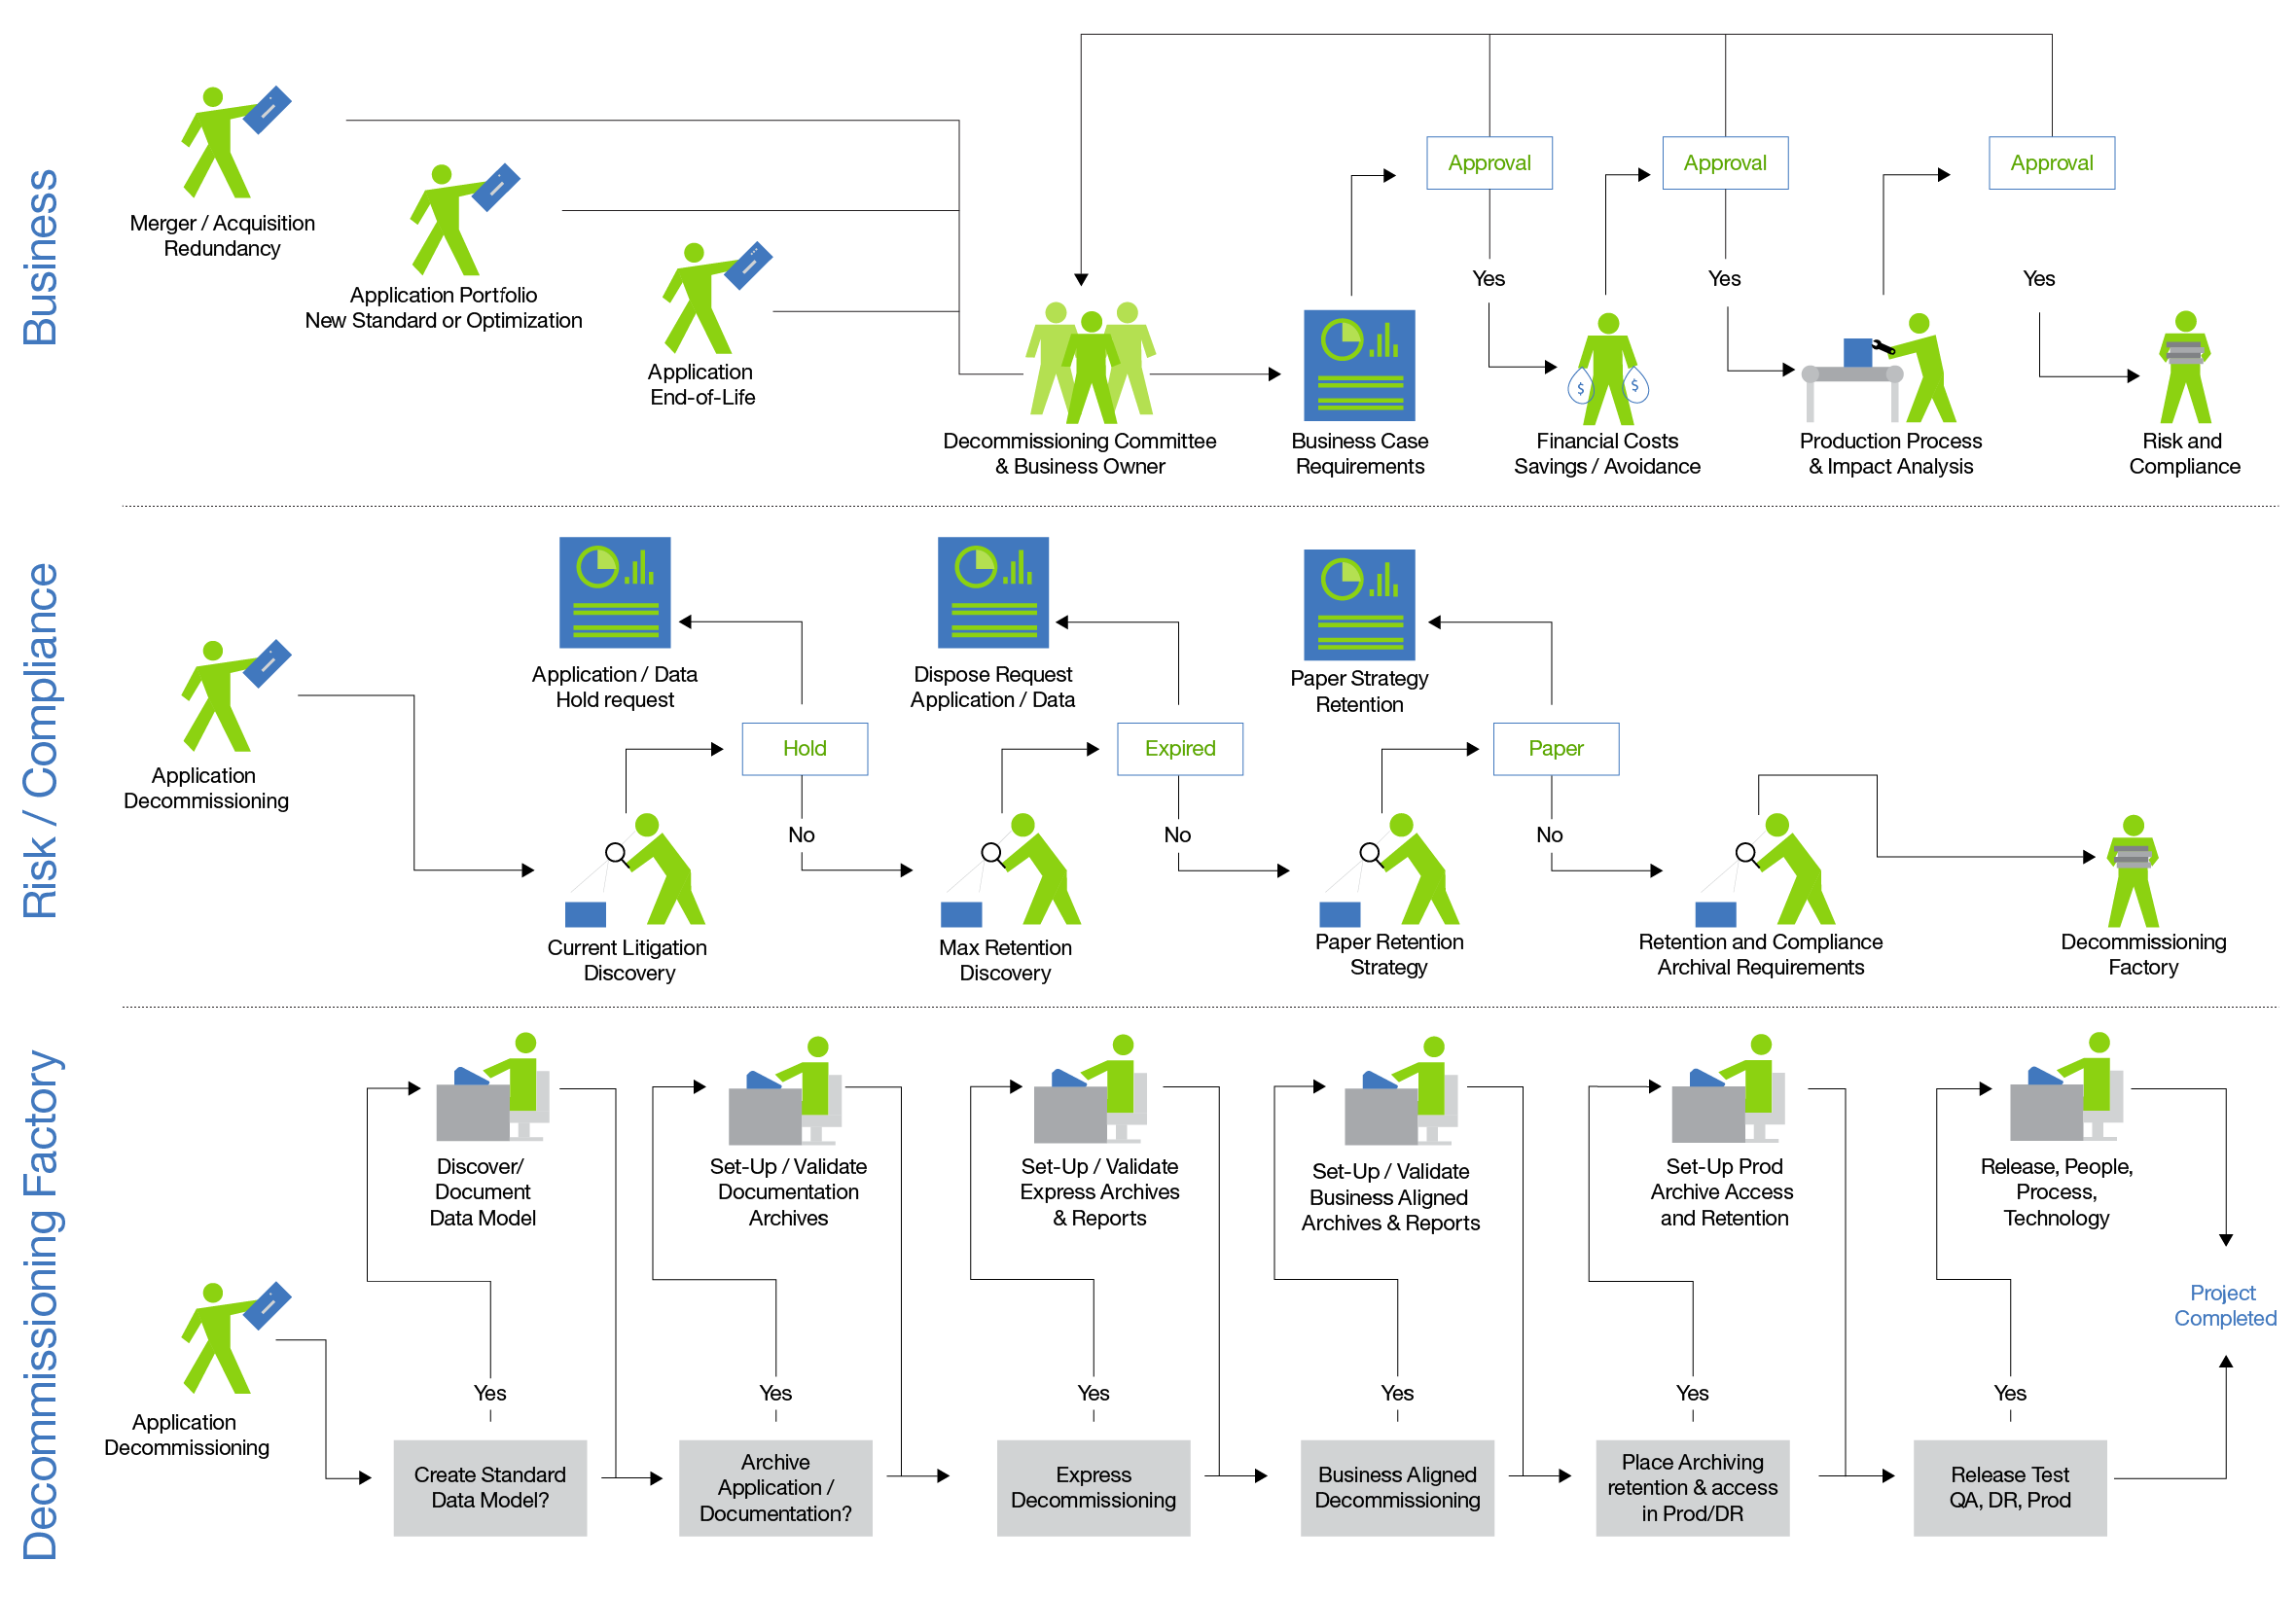 Business
Merger / Acquisition
Redundancy
Application Portfolio
New Standard or Optimization
Application
End-of-Life
Decommissioning Committee
& Business Owner
Business Case
Requirements
Approval
Yes
Financial Costs
Savings / Avoidance
$
$
Approval
Yes
Production Process
& Impact Analysis
Approval
Yes
Risk and
Compliance
Risk / Compliance
Application
Decommissioning
Application / Data
Hold request
Hold
No
Current Litigation
Discovery
Dispose Request
Application / Data
Expired
No
Max Retention
Discovery
Paper Strategy
Retention
Paper
No
Paper Retention
Strategy
Retention and Compliance
Archival Requirements
Decommissioning
Factory
Decommissioning Factory
Application
Decommissioning
Discover/
Document
Data Model
Yes
Create Standard
Data Model?
Set-Up / Validate
Documentation
Archives
Yes
Archive
Application /
Documentation?
Set-Up / Validate
Express Archives
& Reports
Yes
Express
Decommissioning
Set-Up / Validate
Business Aligned
Archives & Reports
Yes
Business Aligned
Decommissioning
Set-Up Prod
Archive Access
and Retention
Yes
Place Archiving
retention & access
in Prod/DR
Release, People,
Process,
Technology
Yes
Release Test
QA, DR, Prod
Project
Completed